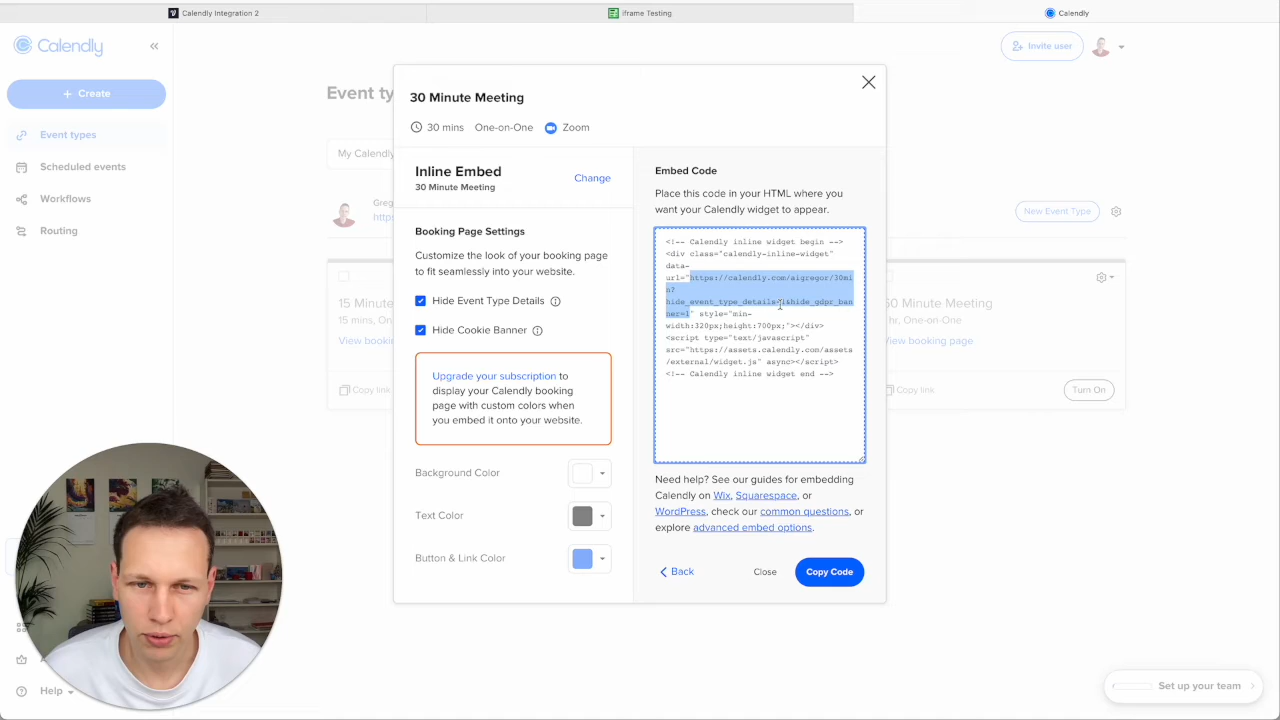 Calendly Integration 2
iframe Testing
Calendly
Calendly
Invite user
+ Create
Event ty
Event types
Scheduled events
Workflows
Routing
Help
My Calendly
Greg
https
New Event Type
15 Minute
15 mins, On
View bookin
Copy link
60 Minute Meeting
hr, One-on-One
View booking page
Copy link
Turn On
30 Minute Meeting
30 mins One-on-One Zoom
Inline Embed
30 Minute Meeting
Change
Booking Page Settings
Customize the look of your booking page
to fit seamlessly into your website.
Hide Event Type Details
Hide Cookie Banner
Upgrade your subscription to
display your Calendly booking
page with custom colors when
you embed it onto your website.
Background Color
Text Color
Button & Link Color
Embed Code
Place this code in your HTML where you
want your Calendly widget to appear.
<!-- Calendly inline widget begin -->
<div class="calendly-inline-widget"
data-
url="https://calendly.com/aigregor/30mi
n?
hide_event_type_details=1&hide_gdpr_ban
ner=1" style="min-
width:320px;height:700px;"></div>
<script type="text/javascript"
src="https://assets.calendly.com/assets
/external/widget.js" async></script>
<!-- Calendly inline widget end -->
Need help? See our guides for embedding
Calendly on Wix, Squarespace, or
WordPress, check our common questions, or
explore advanced embed options.
Back
Close
Copy Code
Set up your team